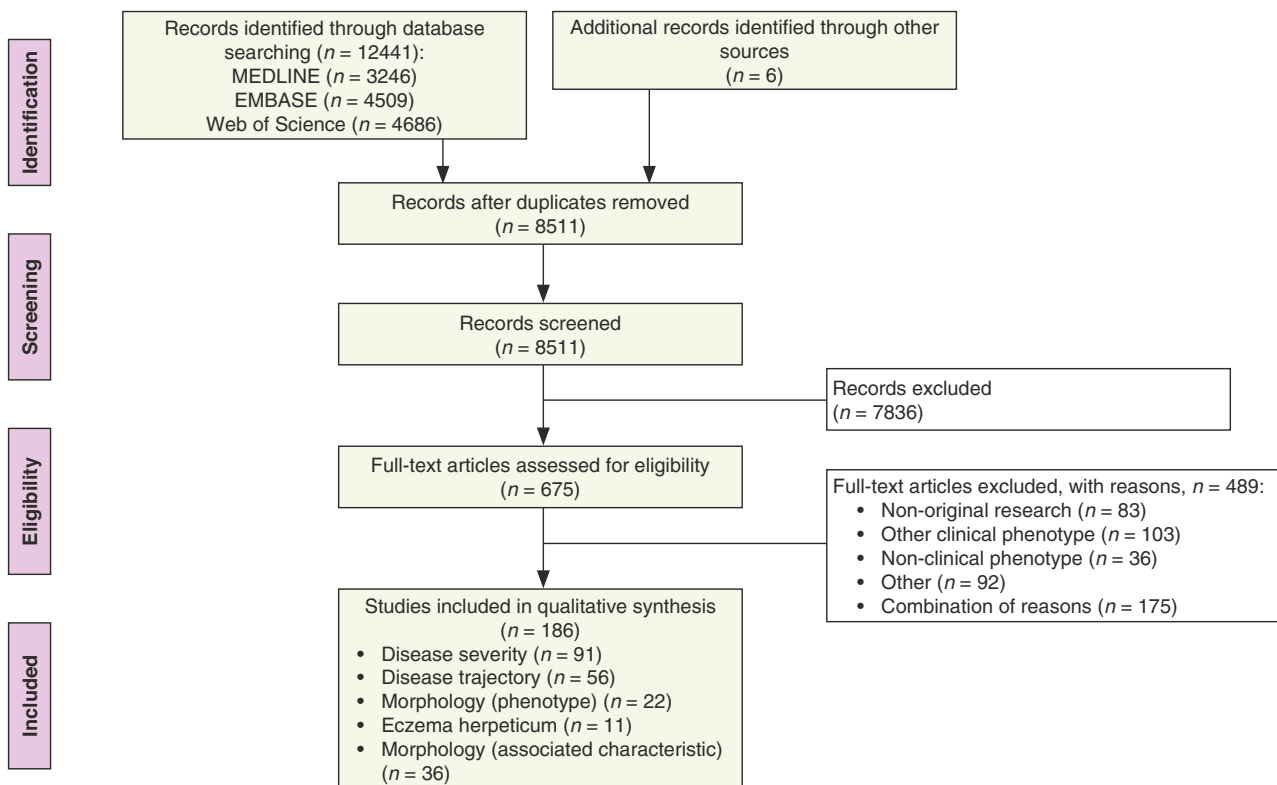 Identification
Records identified through database
searching (n = 12441):
MEDLINE (n = 3246)
EMBASE (n = 4509)
Web of Science (n = 4686)
Additional records identified through other
sources
(n = 6)
Records after duplicates removed
(n = 8511)
Screening
Records screened
(n = 8511)
Records excluded
(n = 7836)
Eligibility
Full-text articles assessed for eligibility
(n = 675)
Full-text articles excluded, with reasons, n = 489:
• Non-original research (n = 83)
• Other clinical phenotype (n = 103)
• Non-clinical phenotype (n = 36)
• Other (n = 92)
• Combination of reasons (n = 175)
Included
Studies included in qualitative synthesis
(n = 186)
• Disease severity (n = 91)
• Disease trajectory (n = 56)
• Morphology (phenotype) (n = 22)
• Eczema herpeticum (n = 11)
• Morphology (associated characteristic)
(n = 36)